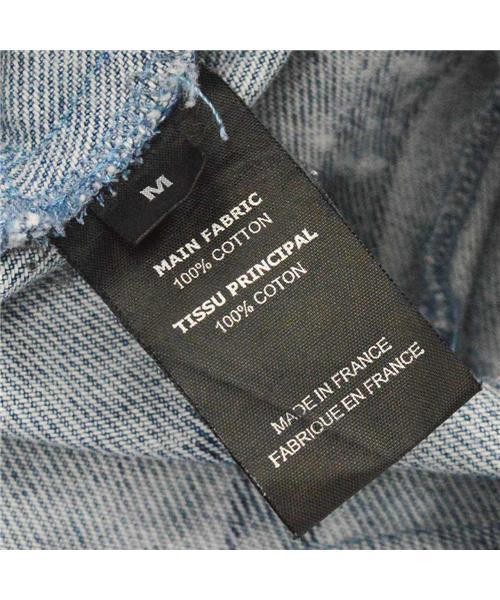 M
MAIN FABRIC
100% COTTON
TISSU PRINCIPAL
100% COTON
MADE IN FRANCE
FABRIQUE EN FRANCE